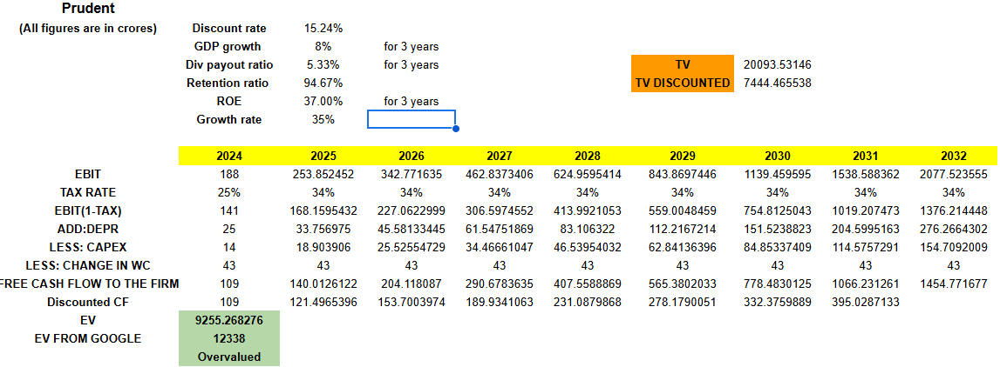 Prudent
(All figures are in crores) Discount rate 15.24%
GDP growth 8% for 3 years
Div payout ratio 5.33% for 3 years TV 20093.53146
Retention ratio 94.67% TV DISCOUNTED 7444.465538
ROE 37.00% for 3 years
Growth rate 35%
2024 2025 2026 2027 2028 2029 2030 2031 2032
EBIT 188 253.852452 342.771635 462.8373406 624.9595414 843.8697446 1139.459595 1538.588362 2077.523555
TAX RATE 25% 34% 34% 34% 34% 34% 34% 34% 34%
EBIT(1-TAX) 141 168.1595432 227.0622999 306.5974552 413.9921053 559.0048459 754.8125043 1019.207473 1376.214448
ADD:DEPR 25 33.756975 45.58133445 61.54751869 83.106322 112.2167214 151.5238823 204.5995163 276.2664302
LESS: CAPEX 14 18.903906 25.52554729 34.46661047 46.53954032 62.84136396 84.85337409 114.5757291 154.7092009
LESS: CHANGE IN WC 43 43 43 43 43 43 43 43 43
FREE CASH FLOW TO THE FIRM 109 140.0126122 204.118087 290.6783635 407.5588869 565.3802033 778.4830125 1066.231261 1454.771677
Discounted CF 109 121.4965396 153.7003974 189.9341063 231.0879868 278.1790051 332.3759889 395.0287133
EV 9255.268276
EV FROM GOOGLE 12338
Overvalued